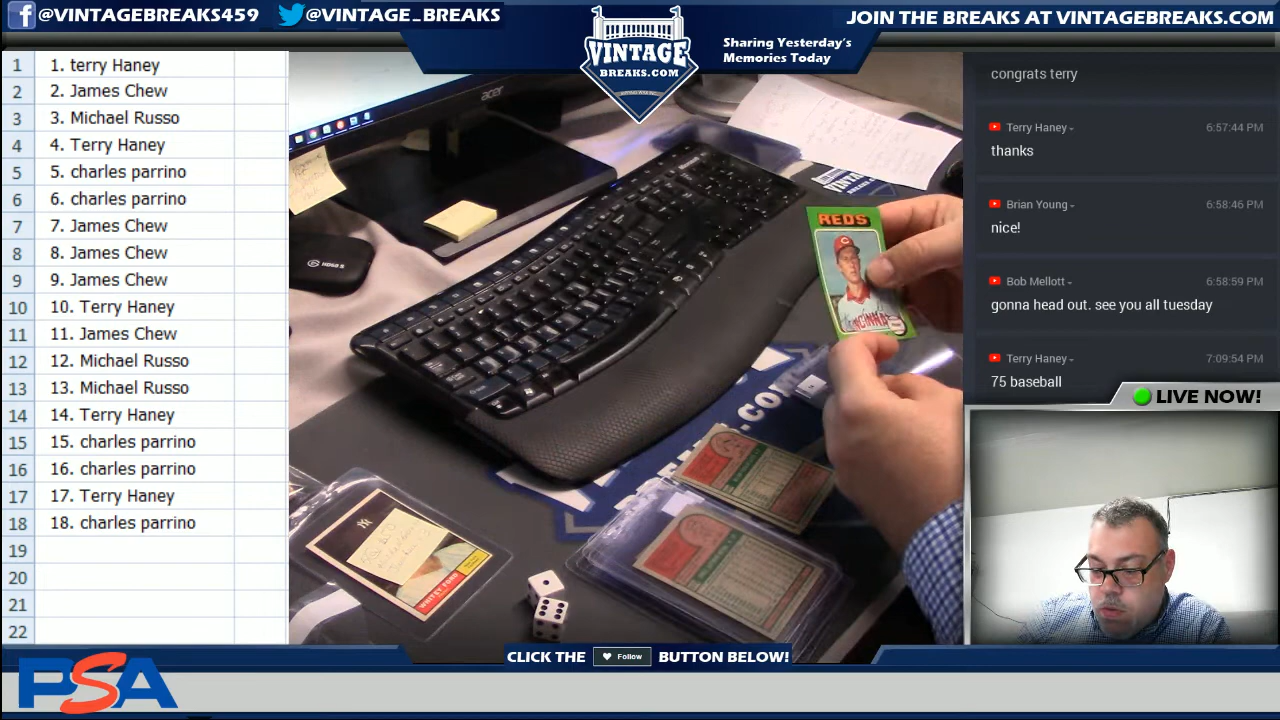 @VINTAGEBREAKS459
@VINTAGE_BREAKS
VINTAGE
BREAKS.COM
Sharing Yesterday's
Memories Today
JOIN THE BREAKS AT VINTAGEBREAKS.COM
1 1. terry Haney
2 2. James Chew
3 3. Michael Russo
4 4. Terry Haney
5 5. charles parrino
6 6. charles parrino
7 7. James Chew
8 8. James Chew
9 9. James Chew
10 10. Terry Haney
11 11. James Chew
12 12. Michael Russo
13 13. Michael Russo
14 14. Terry Haney
15 15. charles parrino
16 16. charles parrino
17 17. Terry Haney
18 18. charles parrino
19
20
21
22
acer
REDS
WHITEY FORD
congrats terry
Terry Haney 6:57:44 PM
thanks
Brian Young 6:58:46 PM
nice!
Bob Mellott 6:58:59 PM
gonna head out. see you all tuesday
Terry Haney 7:09:54 PM
75 baseball
LIVE NOW!
CLICK THE Follow BUTTON BELOW!
PSA